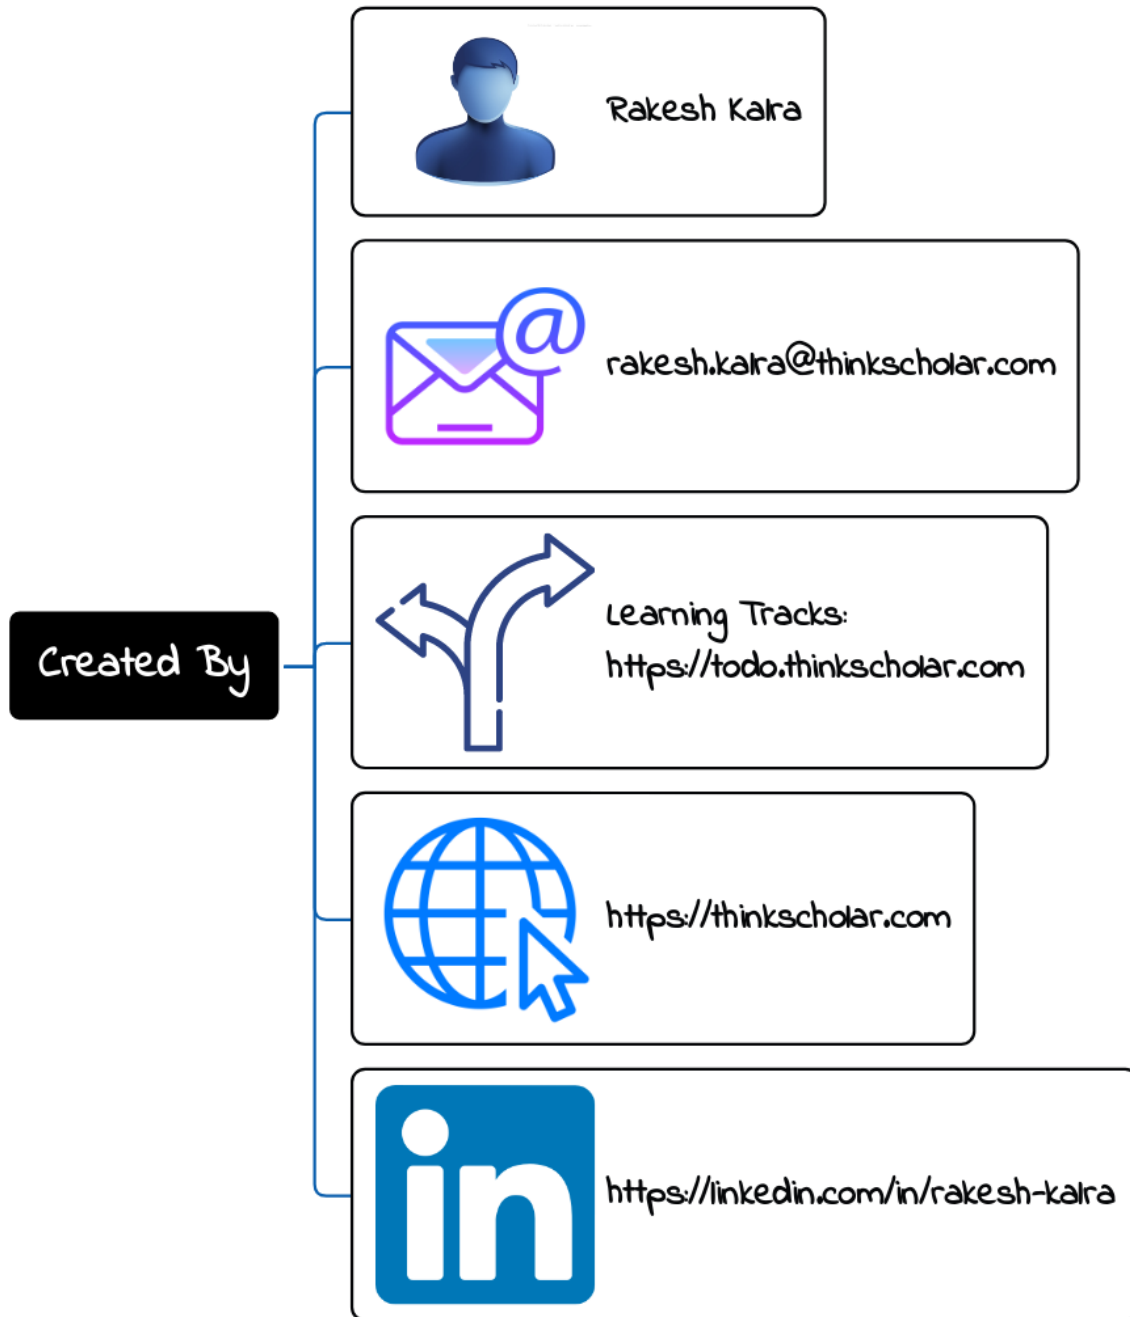 Rakesh Kalra
rakesh.kalra@thinkscholar.com
Created By
Learning Tracks:
https://todo.thinkscholar.com
https://thinkscholar.com
in
https://linkedin.com/in/rakesh-kalra